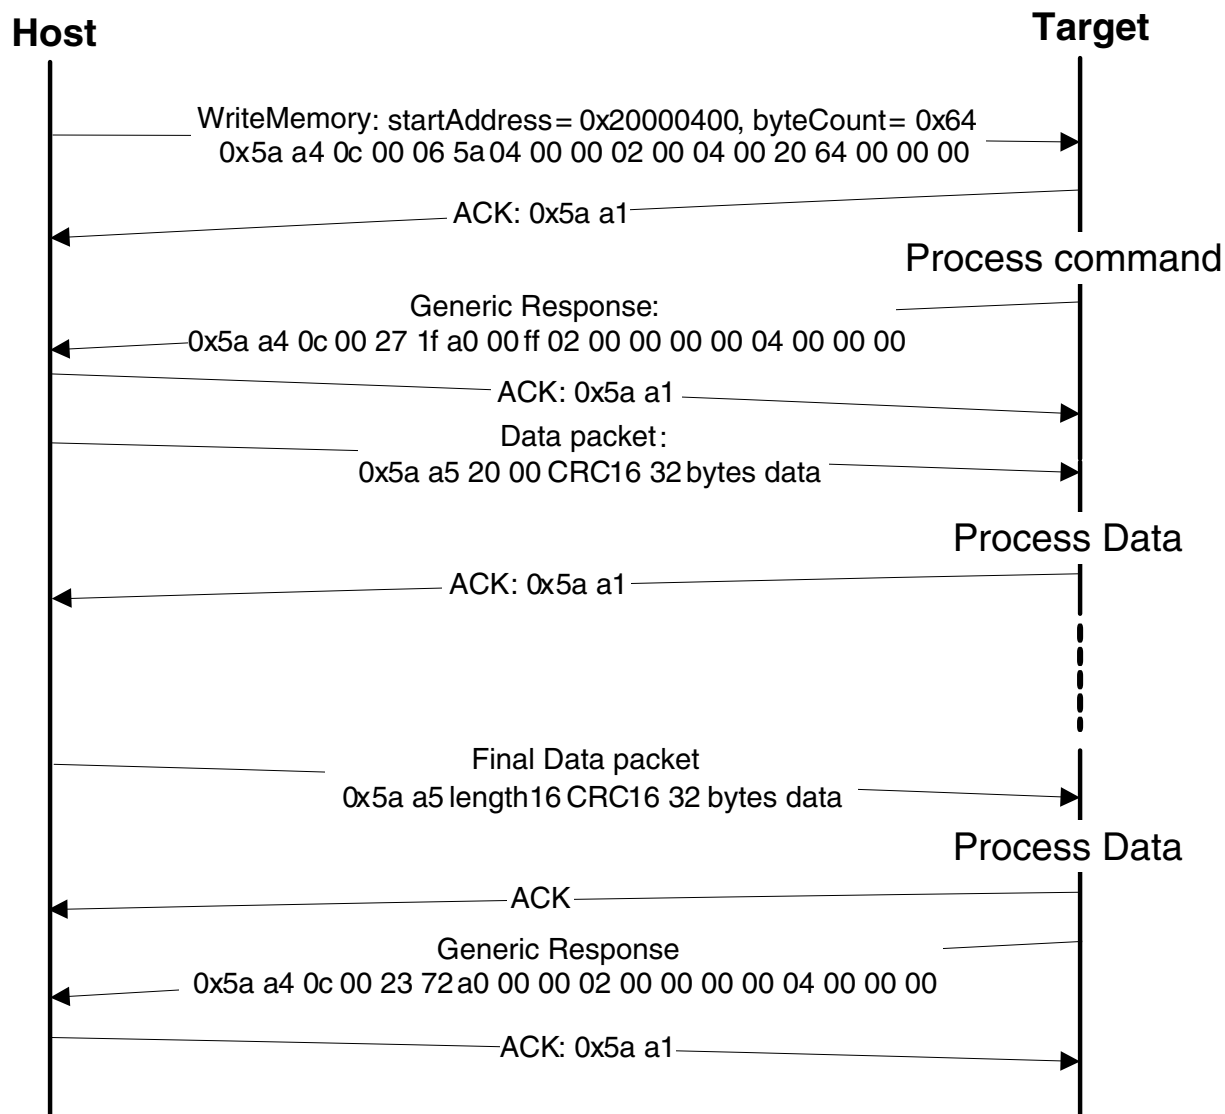 Host
Target
WriteMemory: startAddress= 0x20000400, byteCount= 0x64
0x5a a4 0c 00 06 5a 04 00 00 02 00 04 00 20 64 00 00 00
ACK: 0x5a a1
Process command
Generic Response:
0x5a a4 0c 00 27 1f a0 00 ff 02 00 00 00 00 04 00 00 00
ACK: 0x5a a1
Data packet:
0x5a a5 20 00 CRC16 32 bytes data
Process Data
ACK: 0x5a a1
Final Data packet
0x5a a5 length16 CRC16 32 bytes data
Process Data
ACK
Generic Response
0x5a a4 0c 00 23 72 a0 00 00 02 00 00 00 00 04 00 00 00
ACK: 0x5a a1